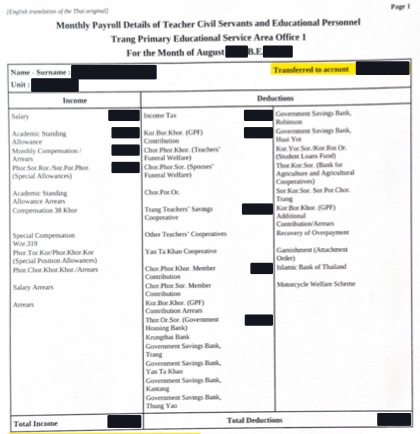 Page 1
[English translation of the Thai original]
Monthly Payroll Details of Teacher Civil Servants and Educational Personnel
Trang Primary Educational Service Area Office 1
For the Month of August B.E.
Name - Surname :
Transferred to account
Unit :
Income
Deductions
Salary
Academic Standing
Allowance
Monthly Compensation /
Arrears
Phor.Sor.Ror./Sor.Por.Phor.
(Special Allowances)
Academic Standing
Allowance Arrears
Compensation 38 Khor
Special Compensation
Wor.319
Phor.Tor.Kor/Phor.Khor.Kor
(Special Position Allowances)
Phor.Chor.Khor.Khor./Arrears
Salary Arrears
Arrears
Income Tax
Kor.Bor.Khor. (GPF)
Contribution
Chor.Phor.Khor. (Teachers'
Funeral Welfare)
Chor.Phor.Sor. (Spouses'
Funeral Welfare)
Chor.Por.Or.
Trang Teachers' Savings
Cooperative
Other Teachers' Cooperatives
Yan Ta Khao Cooperative
Chor.Phor.Khor. Member
Contribution
Chor.Phor.Sor. Member
Contribution
Kor.Bor.Khor. (GPF)
Contribution Arrears
Thor.Or.Sor. (Government
Housing Bank)
Krungthai Bank
Government Savings Bank,
Trang
Government Savings Bank,
Yan Ta Khao
Government Savings Bank,
Kantang
Government Savings Bank,
Thung Yao
Government Savings Bank,
Robinson
Government Savings Bank,
Huai Yot
Kor.Yor.Sor./Kor.Ror.Or.
(Student Loans Fund)
Thor.Kor.Sor. (Bank for
Agriculture and Agricultural
Cooperatives)
Sor.Kor.Sor. Sor.Por.Chor.
Trang
Kor.Bor.Khor. (GPF)
Additional
Contribution/Arrears
Recovery of Overpayment
Garnishment (Attachment
Order)
Islamic Bank of Thailand
Motorcycle Welfare Scheme
Total Income
Total Deductions